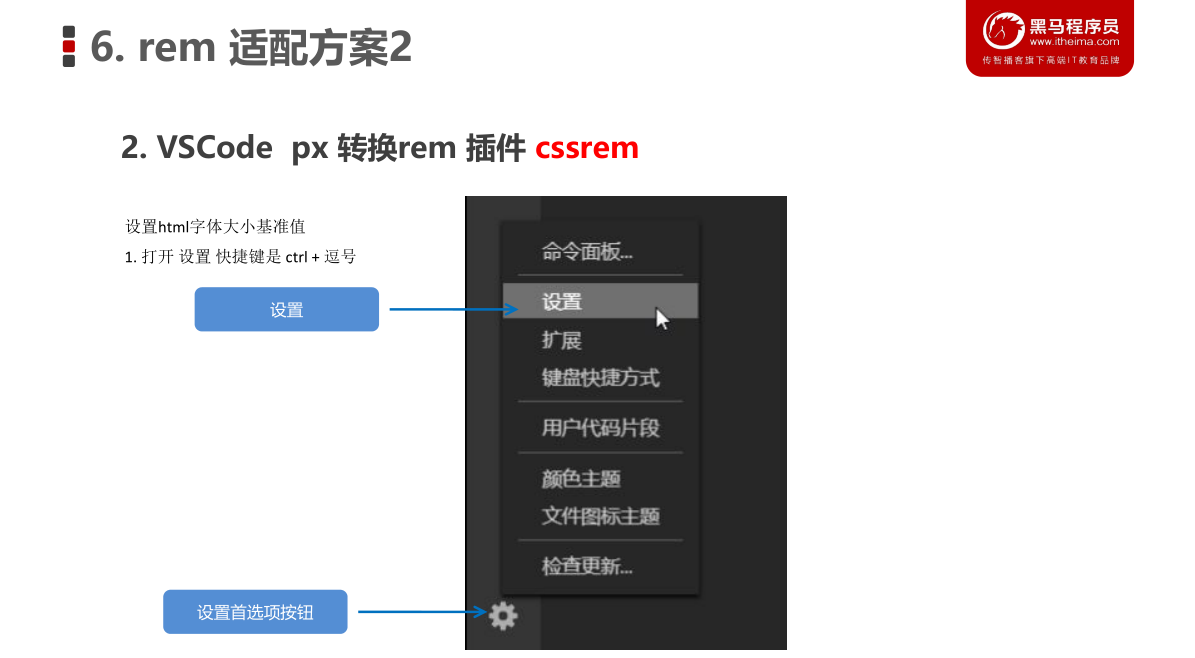 6. rem 适配方案2
黑马程序员
www.itheima.com
传智播客旗下高端IT教育品牌
2. VSCode px 转换rem 插件 cssrem
设置html字体大小基准值
1. 打开 设置 快捷键是 ctrl + 逗号
设置
命令面板...
设置
扩展
键盘快捷方式
用户代码片段
颜色主题
文件图标主题
检查更新...
设置首选项按钮